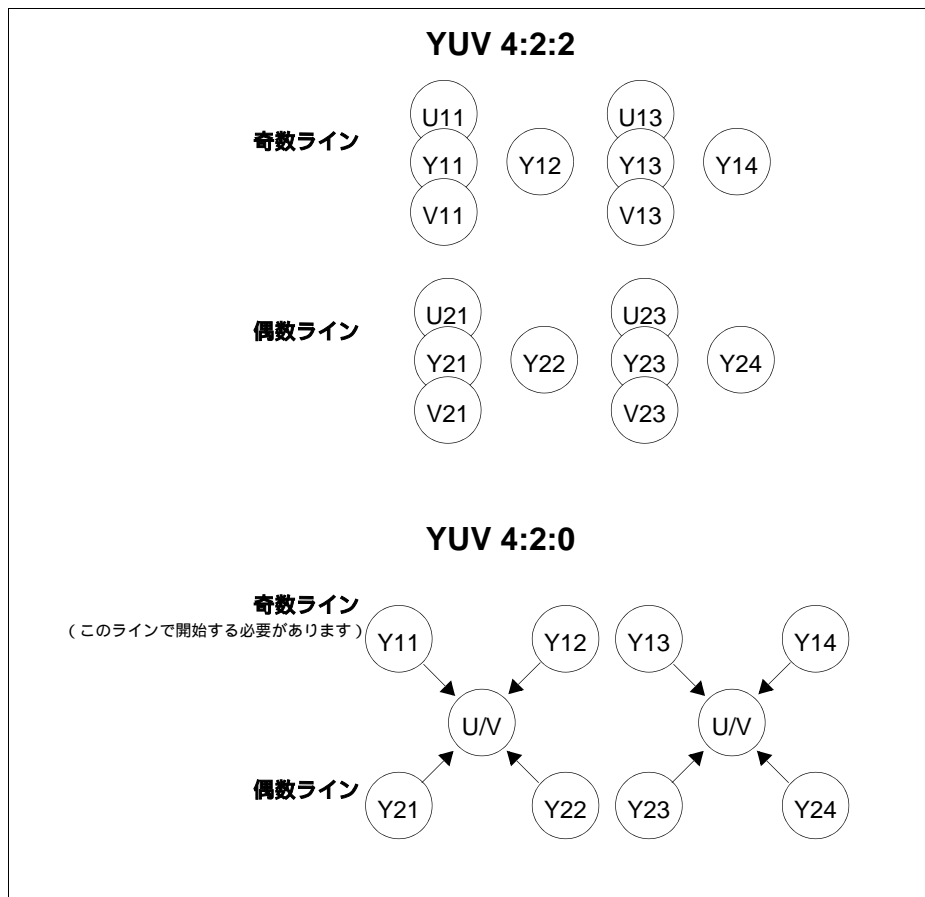 YUV 4:2:2
U11 U13
奇数ライン Y11 Y12 Y13 Y14
V11 V13
U21 U23
偶数ライン Y21 Y22 Y23 Y24
V21 V23
YUV 4:2:0
奇数ライン
(このラインで開始する必要があります) Y11 Y12 Y13 Y14
U/V U/V
偶数ライン Y21 Y22 Y23 Y24